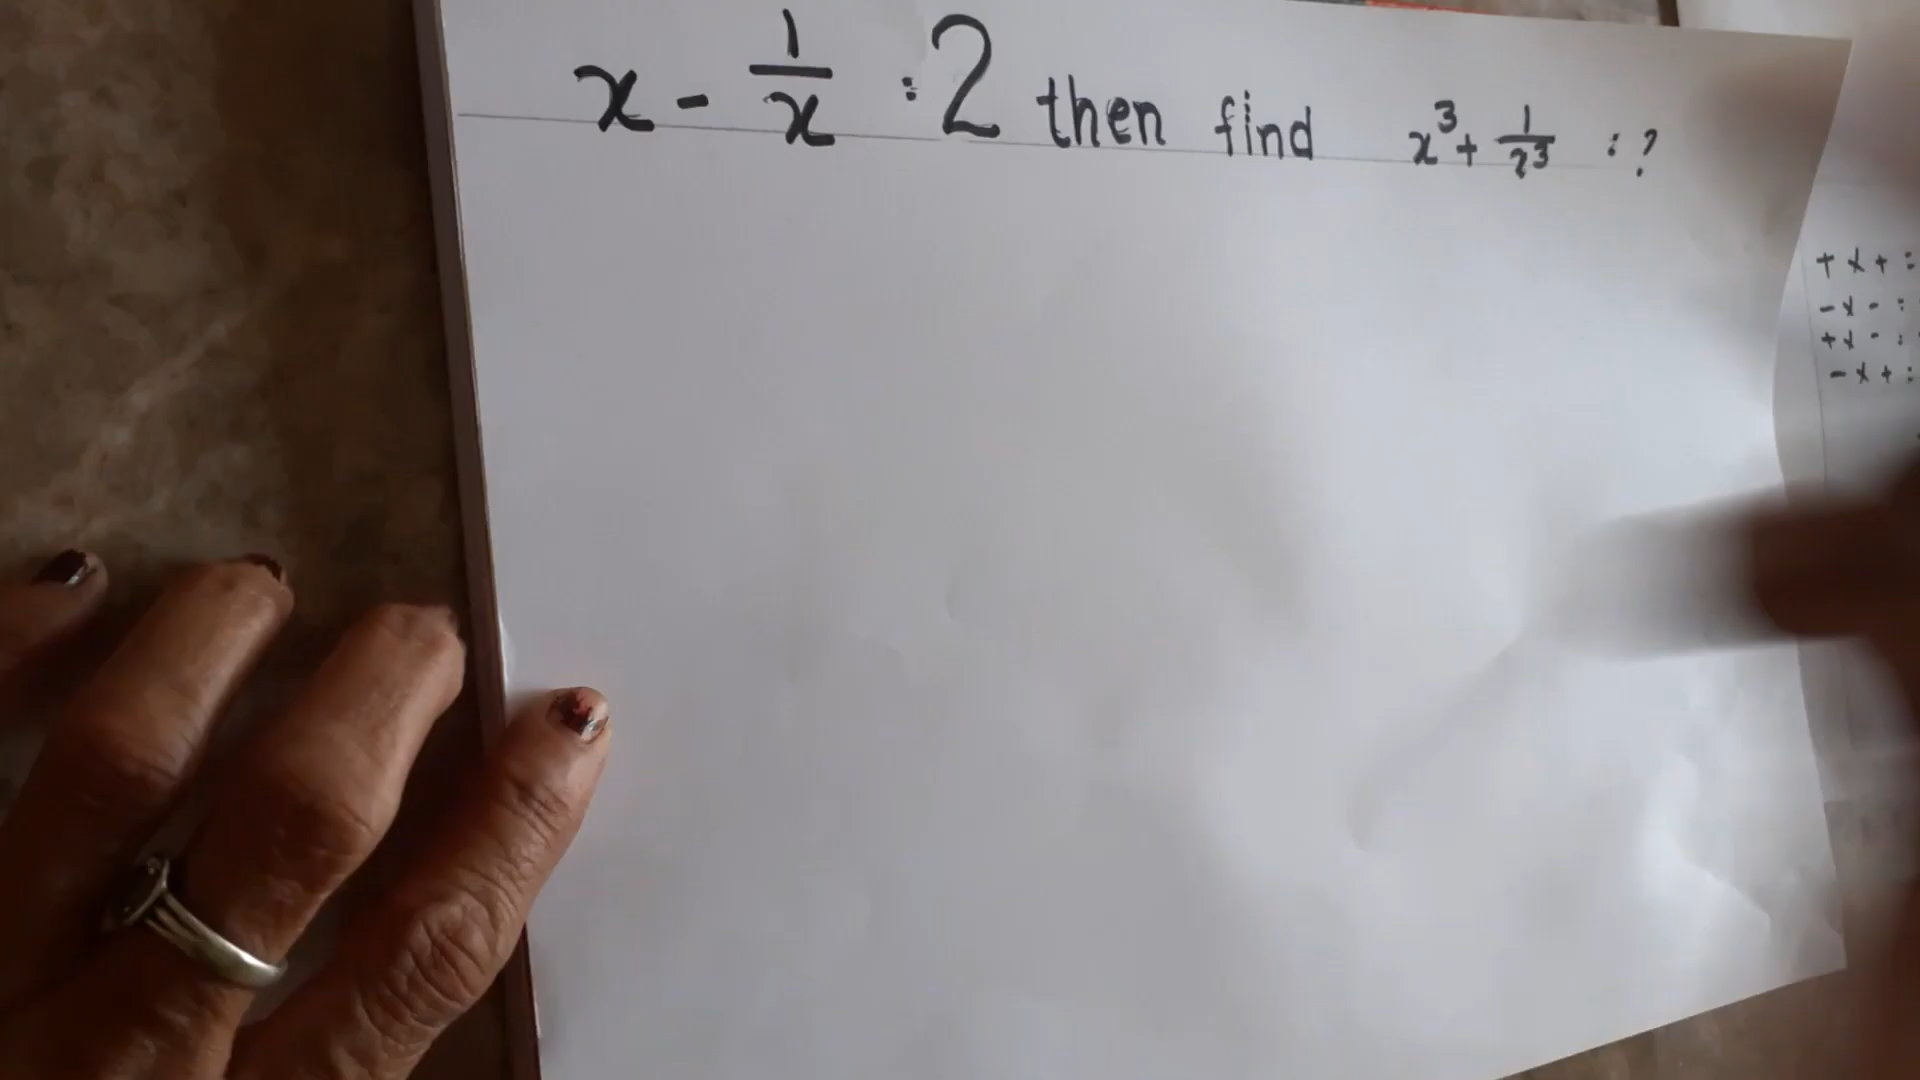 x - 1/x : 2 then find x³ + 1/x³ : ?
+ x + :
- x - :
+ x - :
- x + :